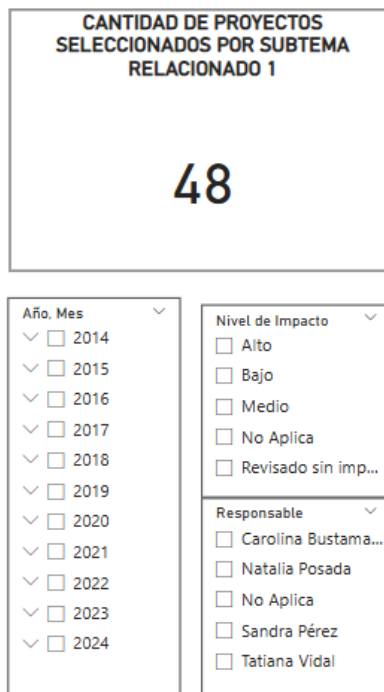 CANTIDAD DE PROYECTOS
SELECCIONADOS POR SUBTEMA
RELACIONADO 1
48
Año, Mes
2014
2015
2016
2017
2018
2019
2020
2021
2022
2023
2024
Nivel de Impacto
Alto
Bajo
Medio
No Aplica
Revisado sin imp...
Responsable
Carolina Bustama...
Natalia Posada
No Aplica
Sandra Pérez
Tatiana Vidal